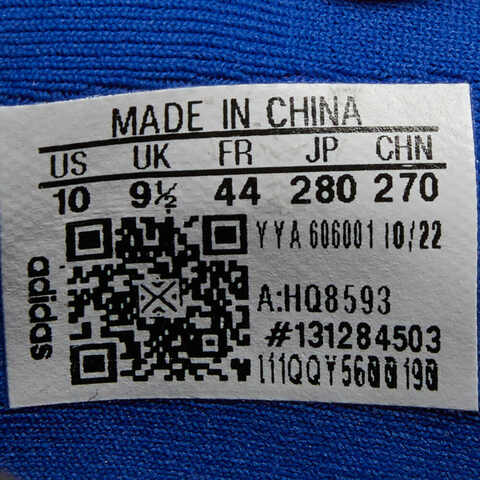 MADE IN CHINA
US UK FR JP CHN
10 9½ 44 280 270
YYA 606001 10/22
A:HQ8593
#131284503
adidas